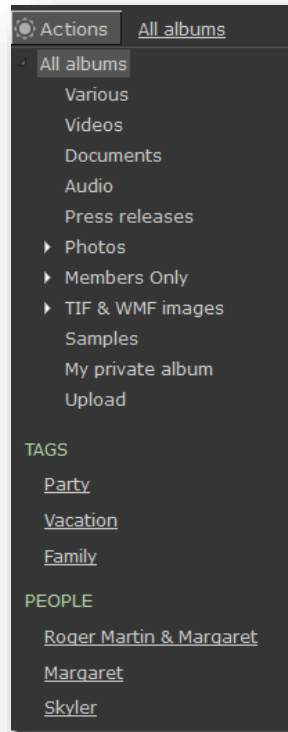 Actions All albums
All albums
Various
Videos
Documents
Audio
Press releases
Photos
Members Only
TIF & WMF images
Samples
My private album
Upload
TAGS
Party
Vacation
Family
PEOPLE
Roger Martin & Margaret
Margaret
Skyler